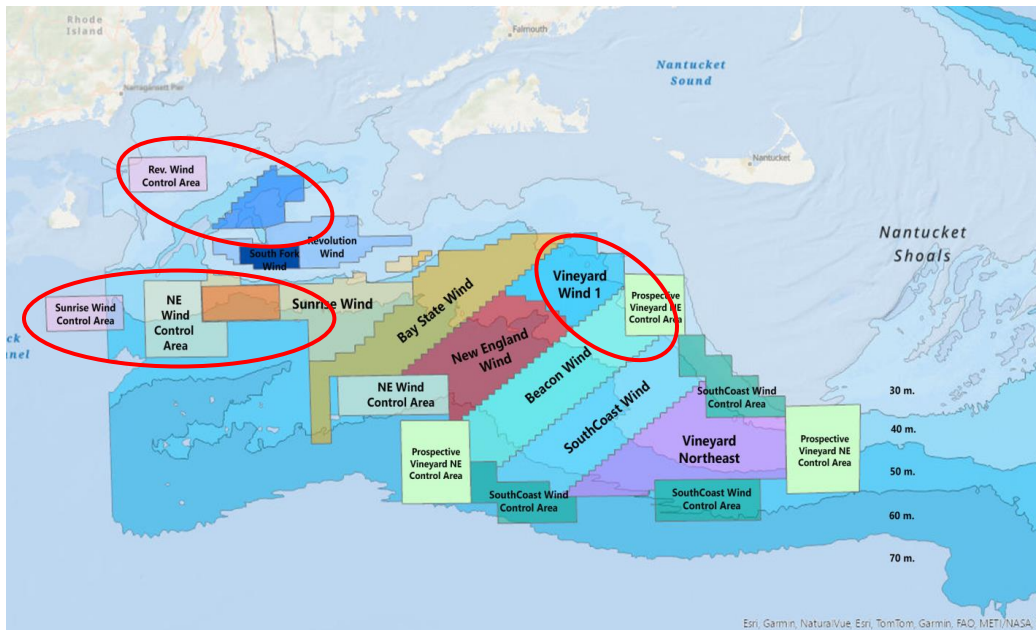 Rhode
Island
Falmouth
Narragansett Pier
Nantucket
Sound
Nantucket
Rev. Wind
Control Area
Nantucket
Shoals
Revolution
Wind
South Fork
Wind
Sunrise Wind
Control Area
NE
Wind
Control
Area
Sunrise Wind
Bay State Wind
Vineyard
Wind 1
Prospective
Vineyard NE
Control Area
New England
Wind
Beacon Wind
NE Wind
Control Area
SouthCoast Wind
SouthCoast Wind
Control Area
30 m.
40 m.
Vineyard
Northeast
Prospective
Vineyard NE
Control Area
Prospective
Vineyard NE
Control Area
50 m.
SouthCoast Wind
Control Area
SouthCoast Wind
Control Area
60 m.
70 m.
Esri, Garmin, NaturalVue, Esri, TomTom, Garmin, FAO, METI/NASA